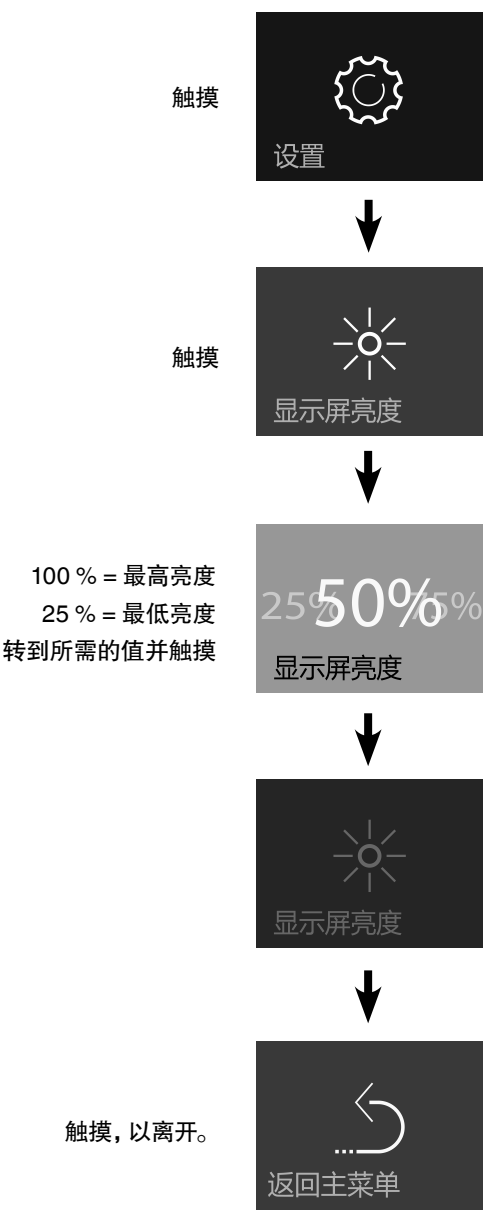 触摸
设置
触摸
显示屏亮度
100 % = 最高亮度
25 % = 最低亮度
转到所需的值并触摸
25% 50% 75%
显示屏亮度
显示屏亮度
触摸，以离开。
返回主菜单